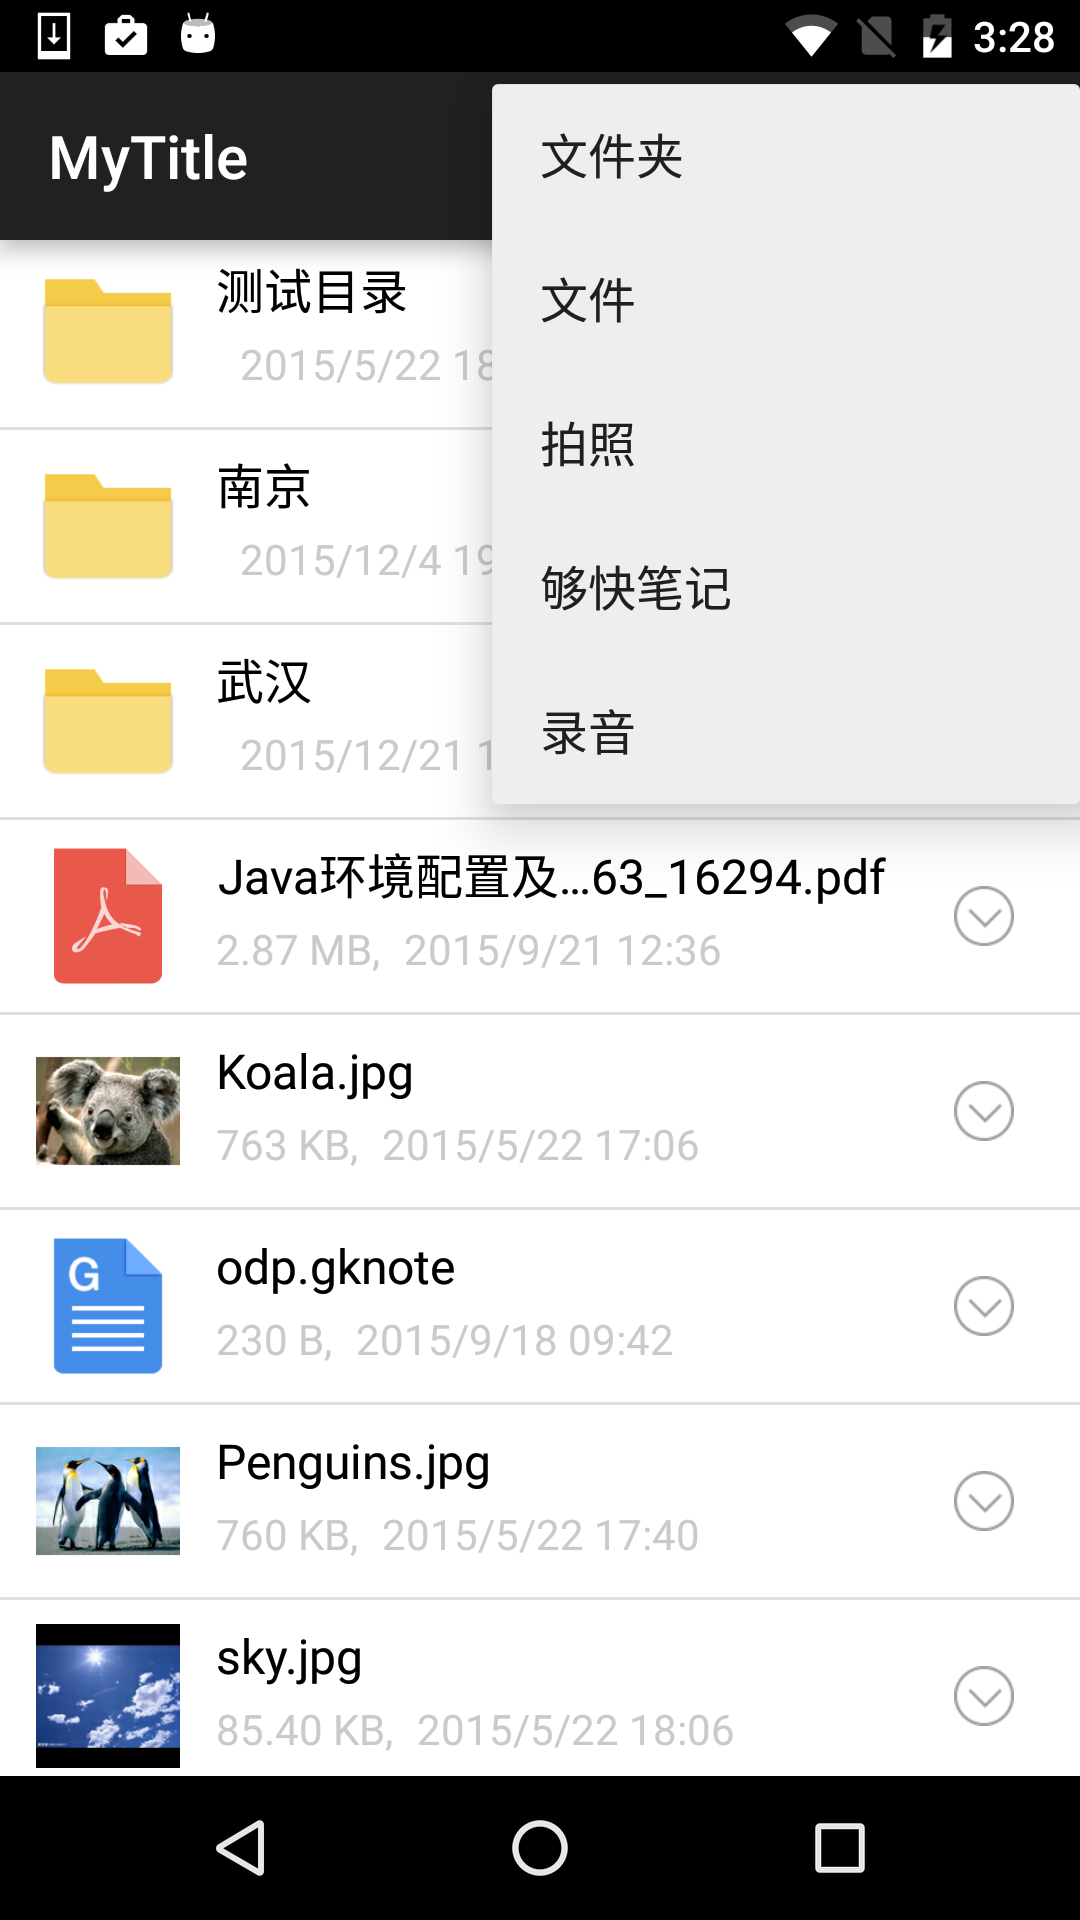 3:28
MyTitle
文件夹
文件
拍照
够快笔记
录音
测试目录
2015/5/22 18
南京
2015/12/4 19
武汉
2015/12/21 1
Java环境配置及...63_16294.pdf
2.87 MB, 2015/9/21 12:36
Koala.jpg
763 KB, 2015/5/22 17:06
G
odp.gknote
230 B, 2015/9/18 09:42
Penguins.jpg
760 KB, 2015/5/22 17:40
sky.jpg
85.40 KB, 2015/5/22 18:06